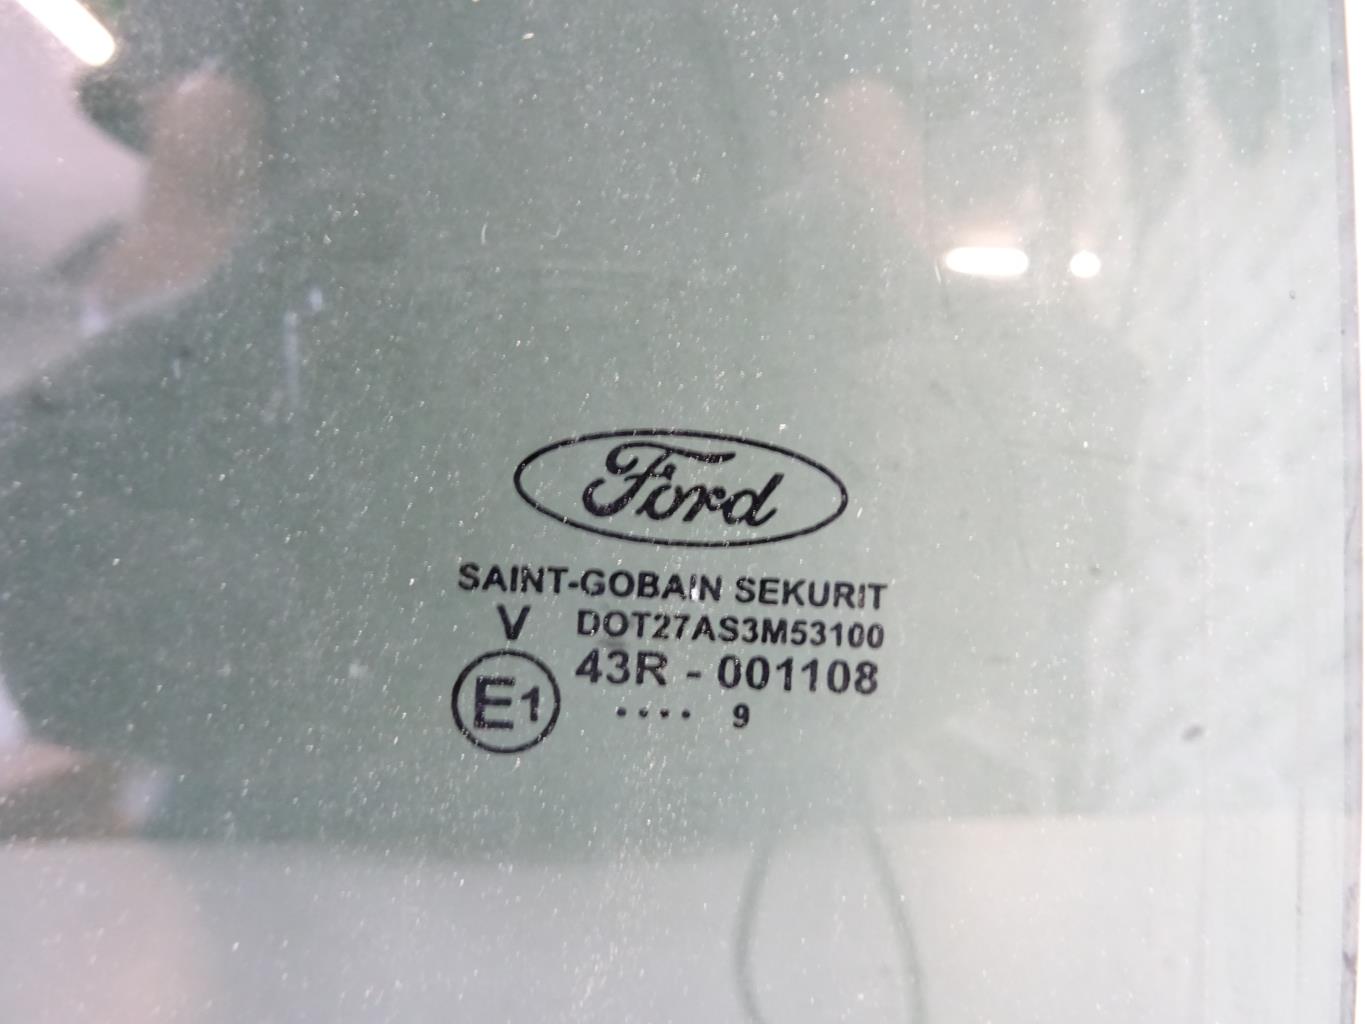 Ford
SAINT-GOBAIN SEKURIT
V DOT27AS3M53100
E1 43R - 001108
.... 9